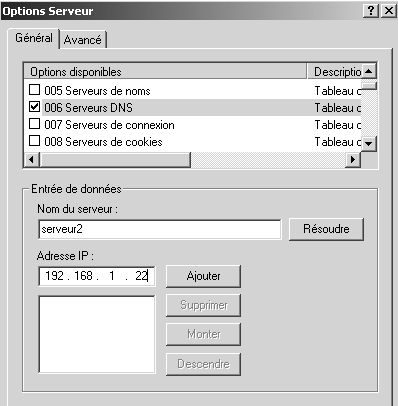 Options Serveur
Général Avancé
Options disponibles Descriptio
005 Serveurs de noms Tableau d
006 Serveurs DNS Tableau d
007 Serveurs de connexion Tableau d
008 Serveurs de cookies Tableau d
Entrée de données
Nom du serveur :
serveur2 Résoudre
Adresse IP :
192 . 168 . 1 . 22 Ajouter
Supprimer
Monter
Descendre